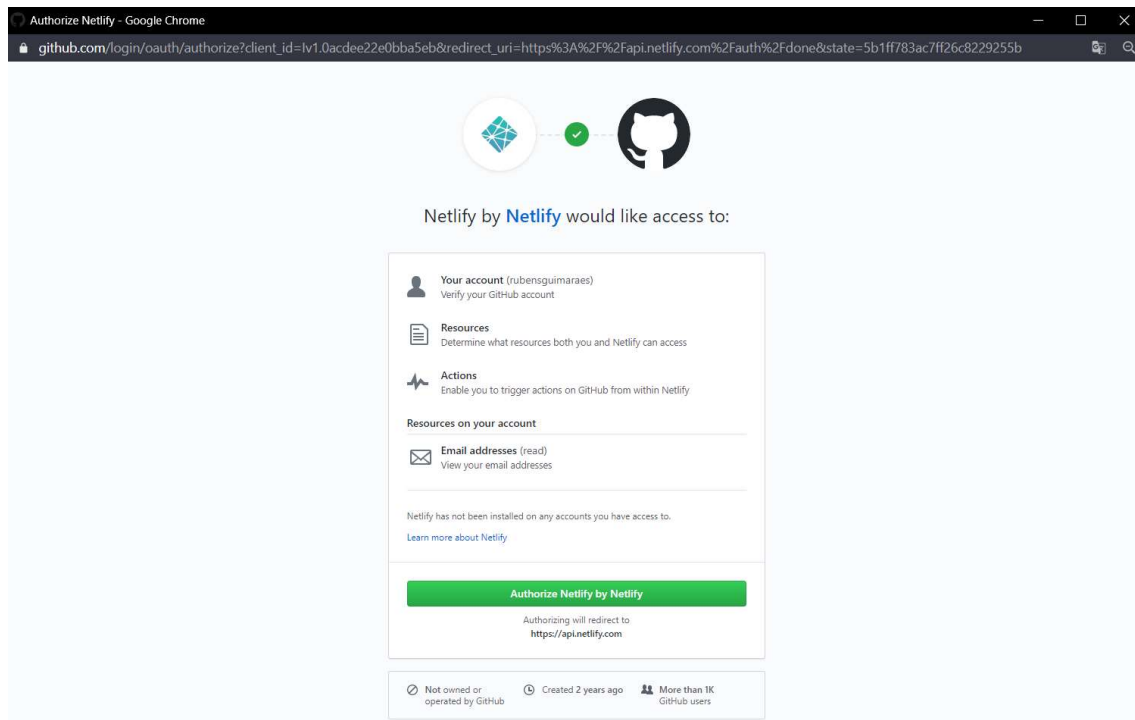 Authorize Netlify - Google Chrome
github.com/login/oauth/authorize?client_id=Iv1.0acdee22e0bba5eb&redirect_uri=https%3A%2F%2Fapi.netlify.com%2Fauth%2Fdone&state=5b1ff783ac7ff26c8229255b
Netlify by Netlify would like access to:
Your account (rubensguimaraes)
Verify your GitHub account
Resources
Determine what resources both you and Netlify can access
Actions
Enable you to trigger actions on GitHub from within Netlify
Resources on your account
Email addresses (read)
View your email addresses
Netlify has not been installed on any accounts you have access to.
Learn more about Netlify
Authorize Netlify by Netlify
Authorizing will redirect to
https://api.netlify.com
Not owned or
operated by GitHub
Created 2 years ago
More than 1K
GitHub users